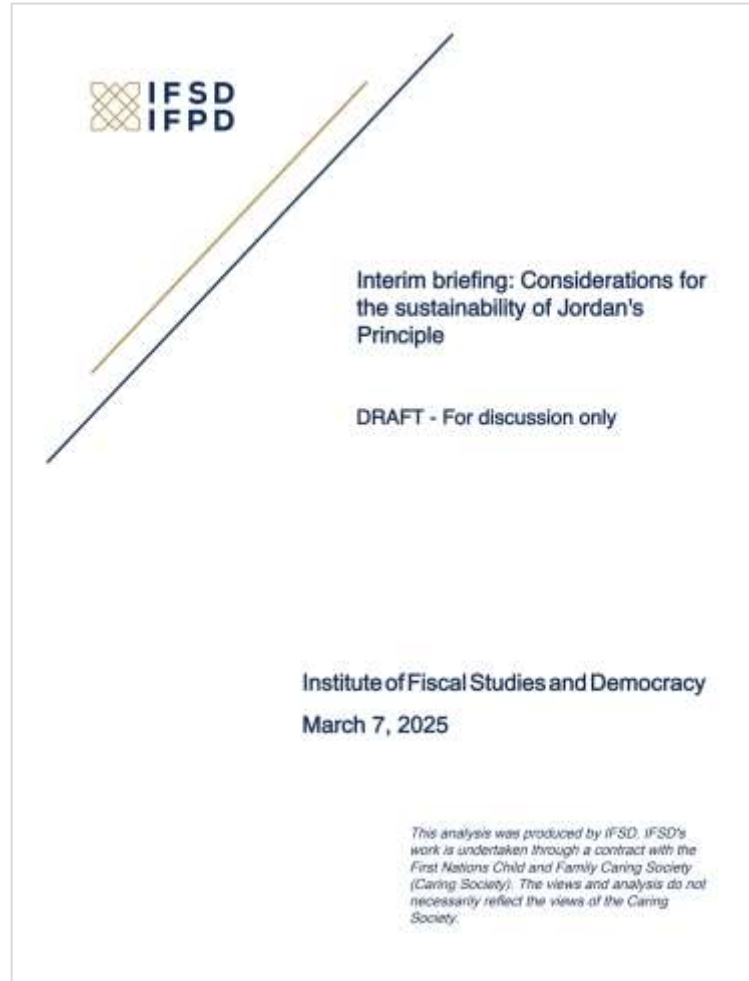 IFSD
IFPD
Interim briefing: Considerations for
the sustainability of Jordan's
Principle
DRAFT - For discussion only
Institute of Fiscal Studies and Democracy
March 7, 2025
This analysis was produced by IFSD. IFSD's
work is undertaken through a contract with the
First Nations Child and Family Caring Society
(Caring Society). The views and analysis do not
necessarily reflect the views of the Caring
Society.